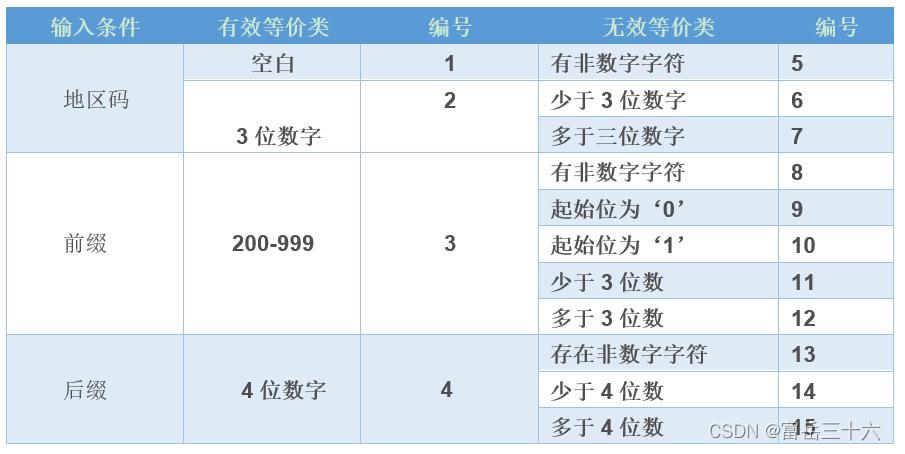 输入条件 有效等价类 编号 无效等价类 编号
地区码 空白 1 有非数字字符 5
3位数字 2 少于3位数字 6
多于三位数字 7
前缀 200-999 3 有非数字字符 8
起始位为‘0’ 9
起始位为‘1’ 10
少于3位数 11
多于3位数 12
后缀 4位数字 4 存在非数字字符 13
少于4位数 14
多于4位数 15
CSDN @富岳三十六